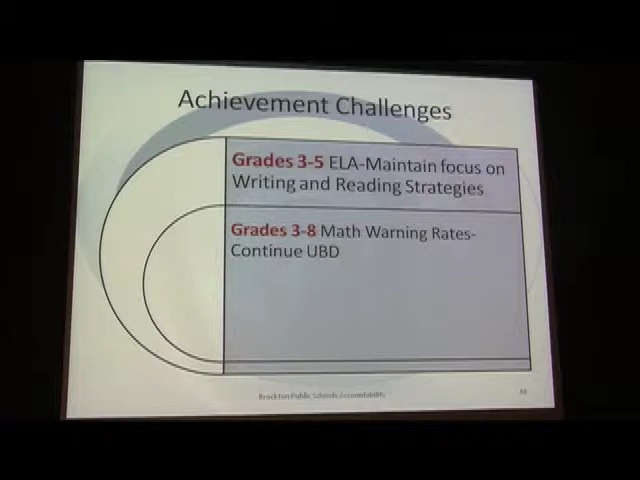 Achievement Challenges
Grades 3-5 ELA-Maintain focus on
Writing and Reading Strategies
Grades 3-8 Math Warning Rates-
Continue UBD
Brockton Public Schools Accountability